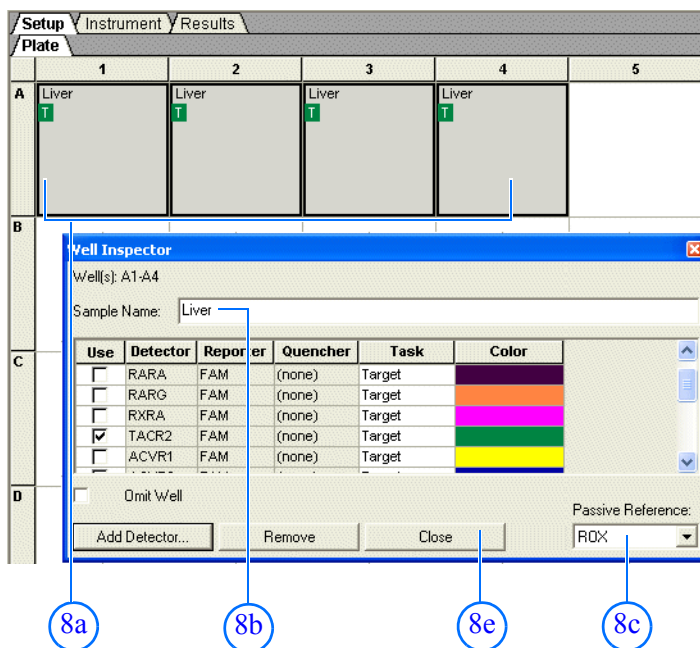 Setup Instrument Results
Plate
1 2 3 4 5
A Liver Liver Liver Liver
T T T T
B
Well Inspector
Well(s): A1-A4
Sample Name: Liver
C
Use Detector Reporter Quencher Task Color
RARA FAM (none) Target
RARG FAM (none) Target
RXRA FAM (none) Target
TACR2 FAM (none) Target
ACVR1 FAM (none) Target
D
Omit Well
Passive Reference:
Add Detector... Remove Close ROX
8a 8b 8e 8c